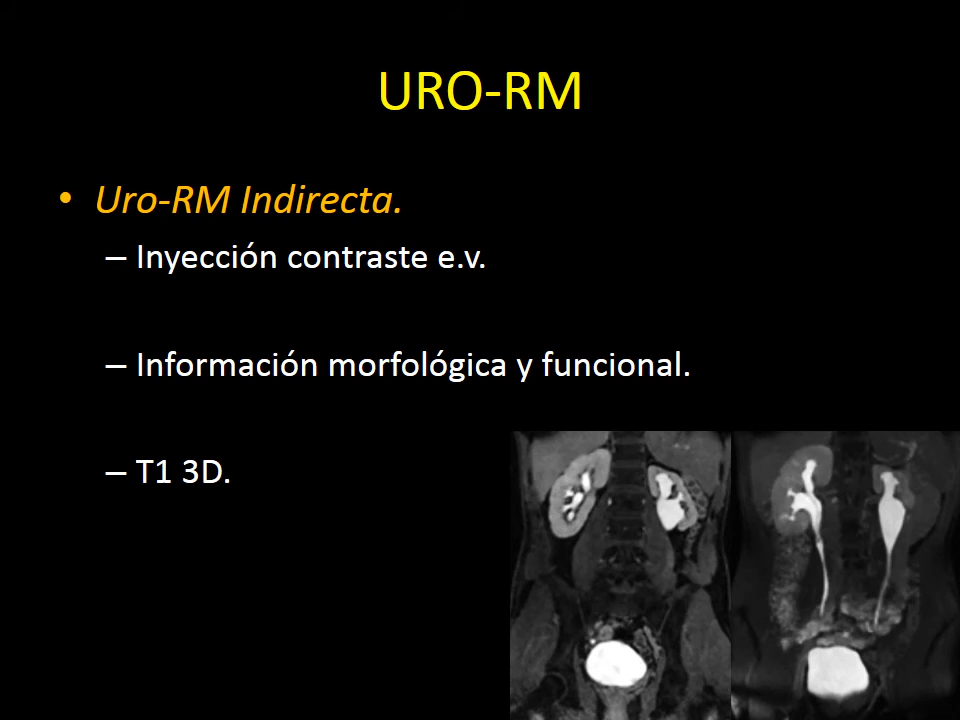 URO-RM
• Uro-RM Indirecta.
– Inyección contraste e.v.
– Información morfológica y funcional.
– T1 3D.